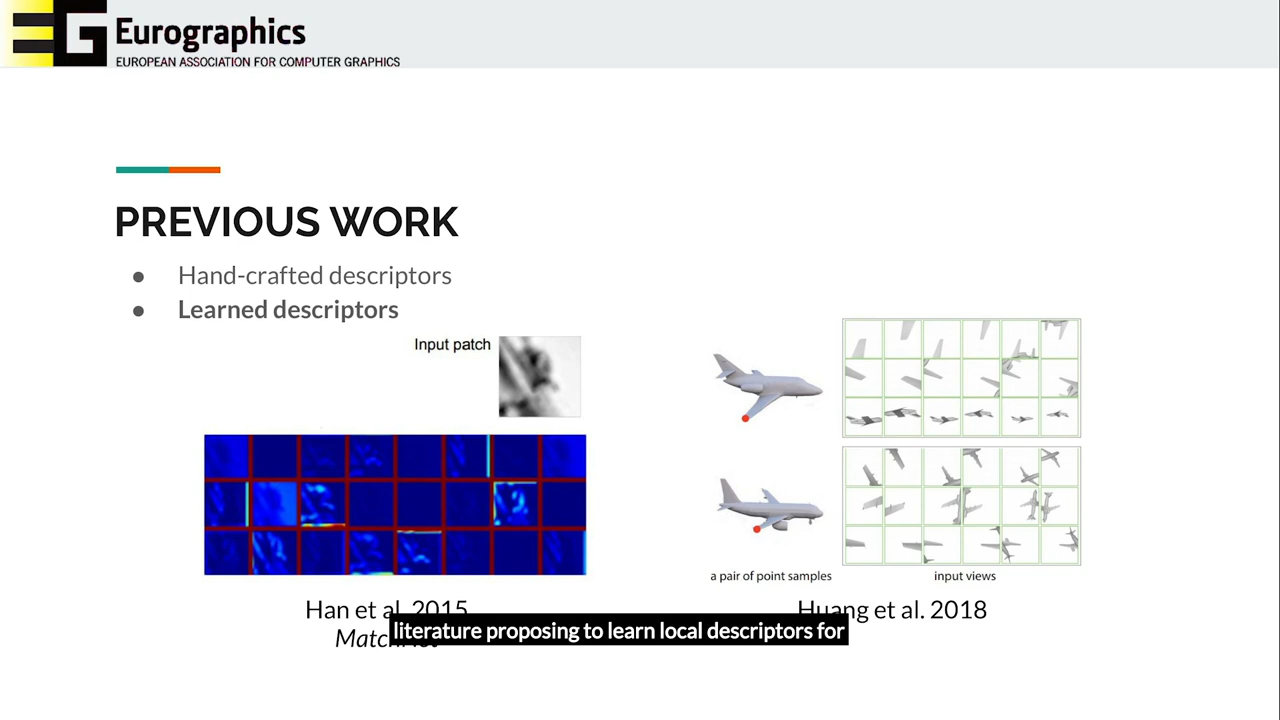 Eurographics
EUROPEAN ASSOCIATION FOR COMPUTER GRAPHICS
PREVIOUS WORK
● Hand-crafted descriptors
● Learned descriptors
Input patch
a pair of point samples
input views
Han et al. 2015
Huang et al. 2018
literature proposing to learn local descriptors for